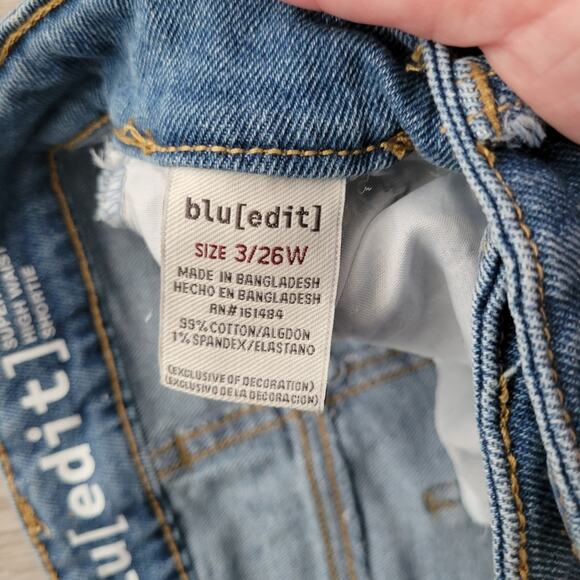 blu[edit]
SIZE 3/26W
MADE IN BANGLADESH
HECHO EN BANGLADESH
RN#161484
99% COTTON/ALGDON
1% SPANDEX/ELASTANO
(EXCLUSIVE OF DECORATION)
(EXCLUSIVO DE LA DECORACION)
SUPER
HIGH WAIST
SHORTIE
blu[edit]